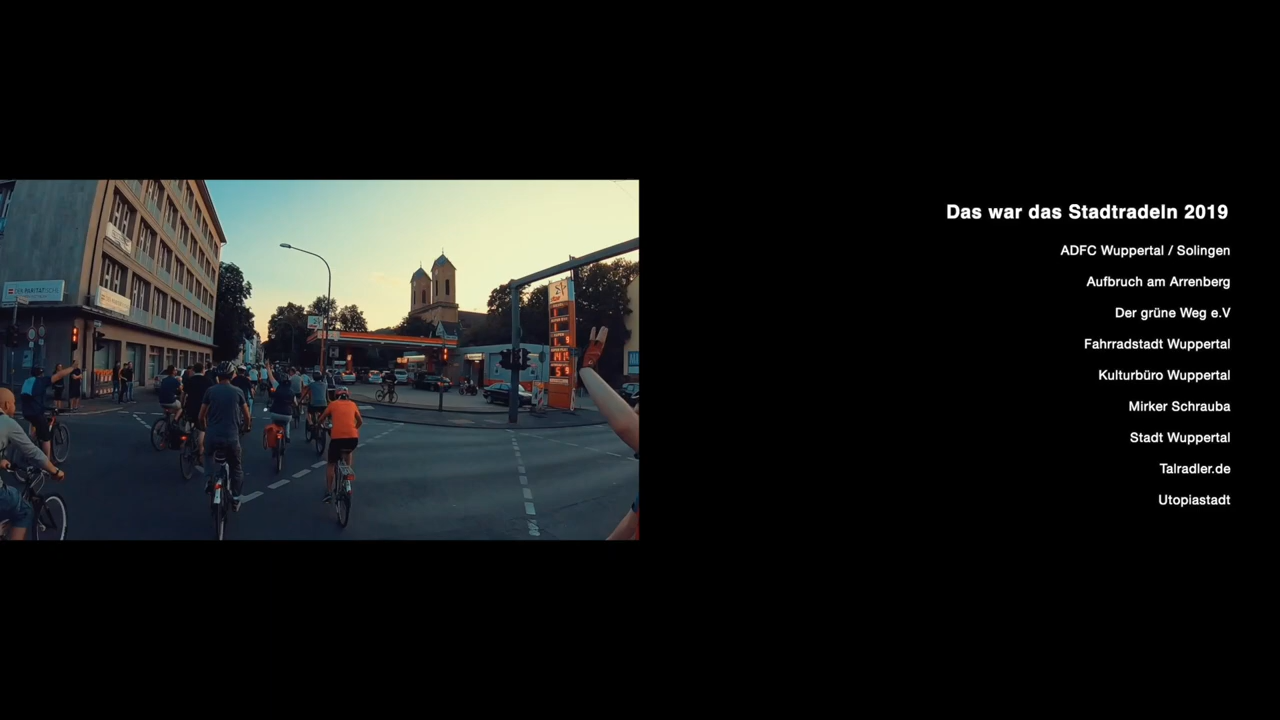 Das war das Stadtradeln 2019
ADFC Wuppertal / Solingen
Aufbruch am Arrenberg
Der grüne Weg e.V
Fahrradstadt Wuppertal
Kulturbüro Wuppertal
Mirker Schrauba
Stadt Wuppertal
Talradler.de
Utopiastadt